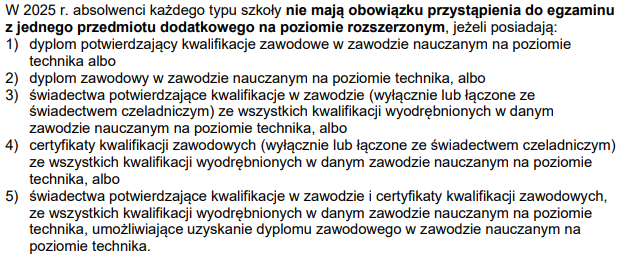 W 2025 r. absolwenci każdego typu szkoły nie mają obowiązku przystąpienia do egzaminu
z jednego przedmiotu dodatkowego na poziomie rozszerzonym, jeżeli posiadają:
1) dyplom potwierdzający kwalifikacje zawodowe w zawodzie nauczanym na poziomie
technika albo
2) dyplom zawodowy w zawodzie nauczanym na poziomie technika, albo
3) świadectwa potwierdzające kwalifikacje w zawodzie (wyłącznie lub łączone ze
świadectwem czeladniczym) ze wszystkich kwalifikacji wyodrębnionych w danym
zawodzie nauczanym na poziomie technika, albo
4) certyfikaty kwalifikacji zawodowych (wyłącznie lub łączone ze świadectwem czeladniczym)
ze wszystkich kwalifikacji wyodrębnionych w danym zawodzie nauczanym na poziomie
technika, albo
5) świadectwa potwierdzające kwalifikacje w zawodzie i certyfikaty kwalifikacji zawodowych,
ze wszystkich kwalifikacji wyodrębnionych w danym zawodzie nauczanym na poziomie
technika, umożliwiające uzyskanie dyplomu zawodowego w zawodzie nauczanym na
poziomie technika.